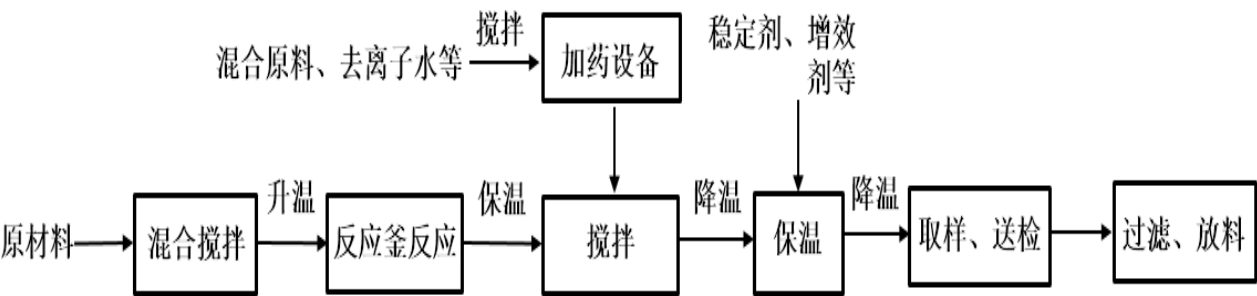 搅拌
混合原料、去离子水等
加药设备
稳定剂、增效
剂等
原材料
混合搅拌
升温
反应釜反应
保温
搅拌
降温
保温
降温
取样、送检
过滤、放料